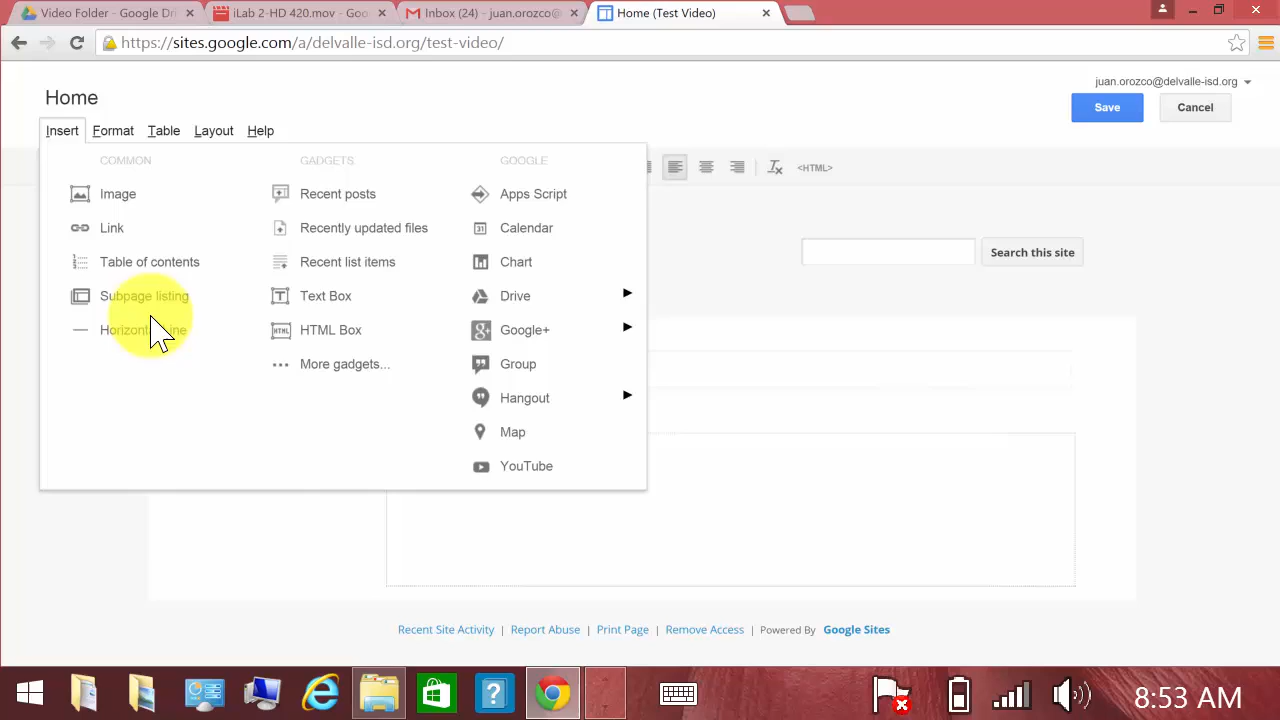 Video Folder - Google Dri
iLab 2-HD 420.mov - Goo
Inbox (24) - juan.orozco@
Home (Test Video)
https://sites.google.com/a/delvalle-isd.org/test-video/
juan.orozco@delvalle-isd.org
Home
Save
Cancel
Insert Format Table Layout Help
COMMON
Image
Link
Table of contents
Subpage listing
Horizontal line
GADGETS
Recent posts
Recently updated files
Recent list items
Text Box
HTML Box
More gadgets...
GOOGLE
Apps Script
Calendar
Chart
Drive
Google+
Group
Hangout
Map
YouTube
<HTML>
Search this site
Recent Site Activity | Report Abuse | Print Page | Remove Access | Powered By Google Sites
8:53 AM